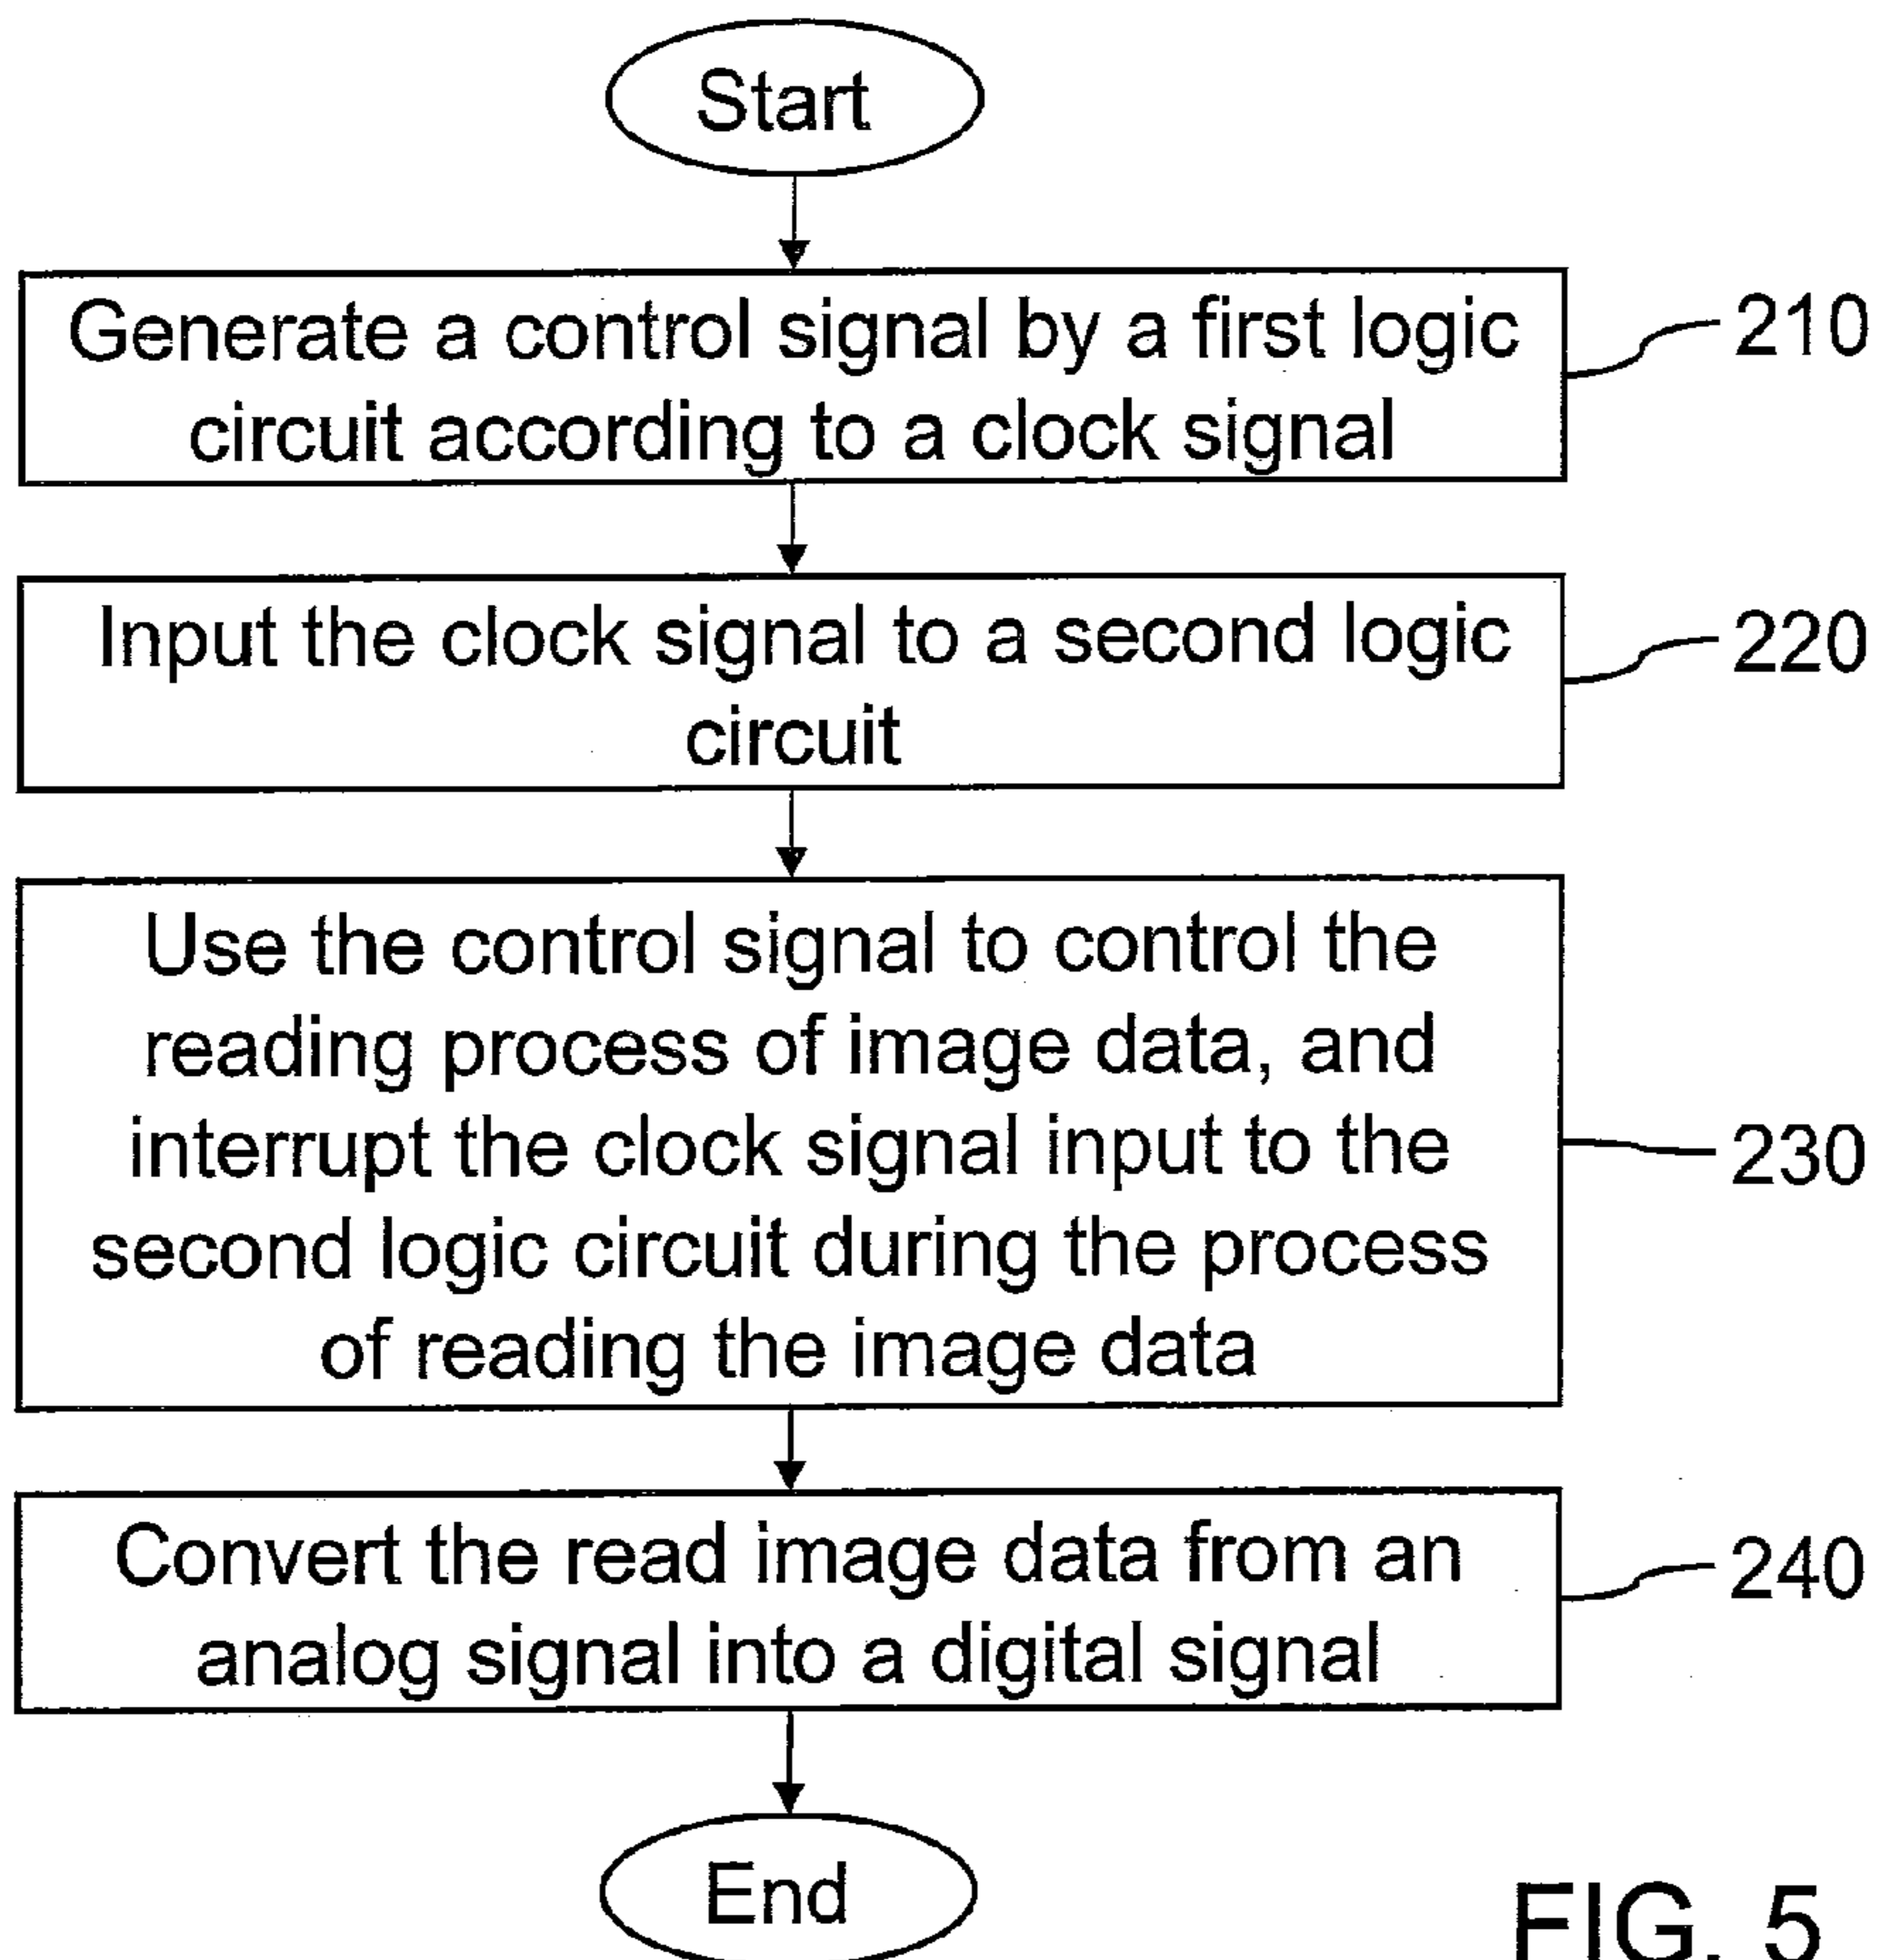 Start
Generate a control signal by a first logic
circuit according to a clock signal
210
Input the clock signal to a second logic
circuit
220
Use the control signal to control the
reading process of image data, and
interrupt the clock signal input to the
second logic circuit during the process
of reading the image data
230
Convert the read image data from an
analog signal into a digital signal
240
End
FIG. 5